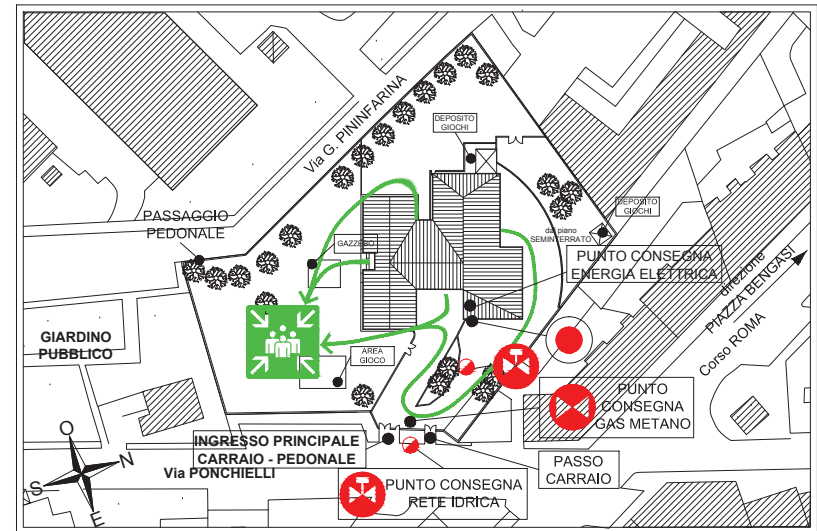 Via G. PININFARINA
DEPOSITO
GIOCHI
PASSAGGIO
PEDONALE
DEPOSITO
GIOCHI
dal piano
SEMINTERRATO
GAZZEBO
PUNTO CONSEGNA
ENERGIA ELETTRICA
direzione
PIAZZA BENGASI
Corso ROMA
GIARDINO
PUBBLICO
AREA
GIOCO
PUNTO
CONSEGNA
GAS METANO
INGRESSO PRINCIPALE
CARRAIO - PEDONALE
Via PONCHIELLI
PASSO
CARRAIO
PUNTO CONSEGNA
RETE IDRICA
O
N
S
E